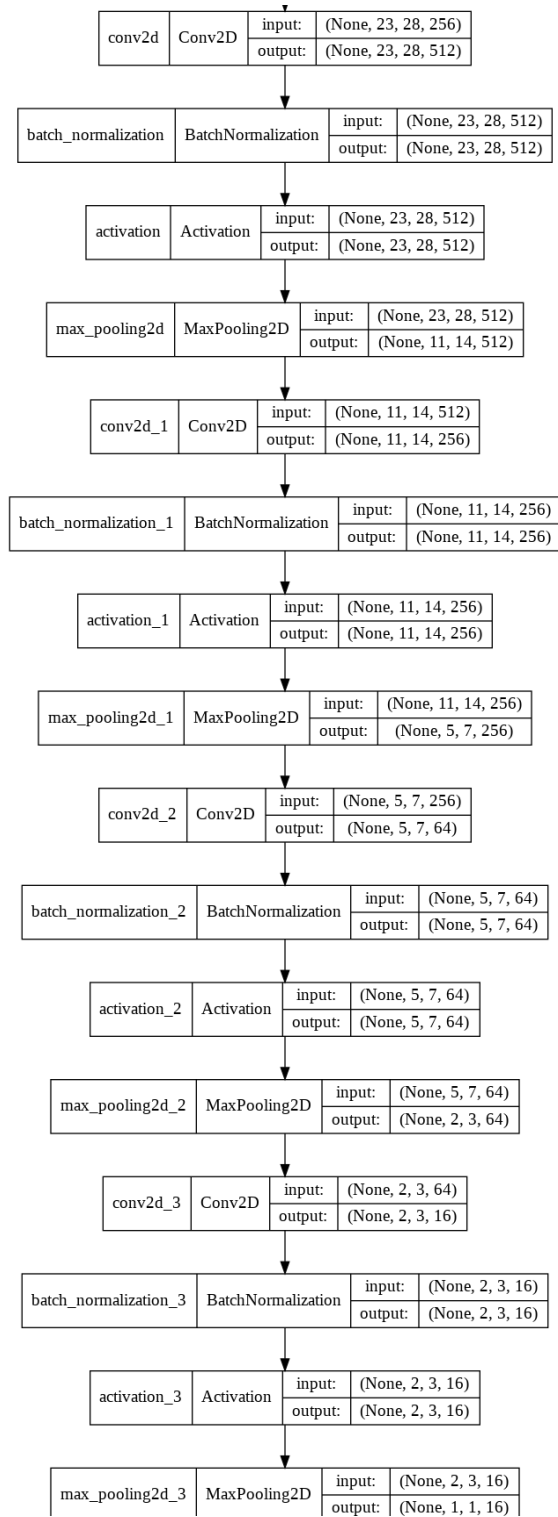 conv2d Conv2D input: (None, 23, 28, 256)
output: (None, 23, 28, 512)
batch_normalization BatchNormalization input: (None, 23, 28, 512)
output: (None, 23, 28, 512)
activation Activation input: (None, 23, 28, 512)
output: (None, 23, 28, 512)
max_pooling2d MaxPooling2D input: (None, 23, 28, 512)
output: (None, 11, 14, 512)
conv2d_1 Conv2D input: (None, 11, 14, 512)
output: (None, 11, 14, 256)
batch_normalization_1 BatchNormalization input: (None, 11, 14, 256)
output: (None, 11, 14, 256)
activation_1 Activation input: (None, 11, 14, 256)
output: (None, 11, 14, 256)
max_pooling2d_1 MaxPooling2D input: (None, 11, 14, 256)
output: (None, 5, 7, 256)
conv2d_2 Conv2D input: (None, 5, 7, 256)
output: (None, 5, 7, 64)
batch_normalization_2 BatchNormalization input: (None, 5, 7, 64)
output: (None, 5, 7, 64)
activation_2 Activation input: (None, 5, 7, 64)
output: (None, 5, 7, 64)
max_pooling2d_2 MaxPooling2D input: (None, 5, 7, 64)
output: (None, 2, 3, 64)
conv2d_3 Conv2D input: (None, 2, 3, 64)
output: (None, 2, 3, 16)
batch_normalization_3 BatchNormalization input: (None, 2, 3, 16)
output: (None, 2, 3, 16)
activation_3 Activation input: (None, 2, 3, 16)
output: (None, 2, 3, 16)
max_pooling2d_3 MaxPooling2D input: (None, 2, 3, 16)
output: (None, 1, 1, 16)